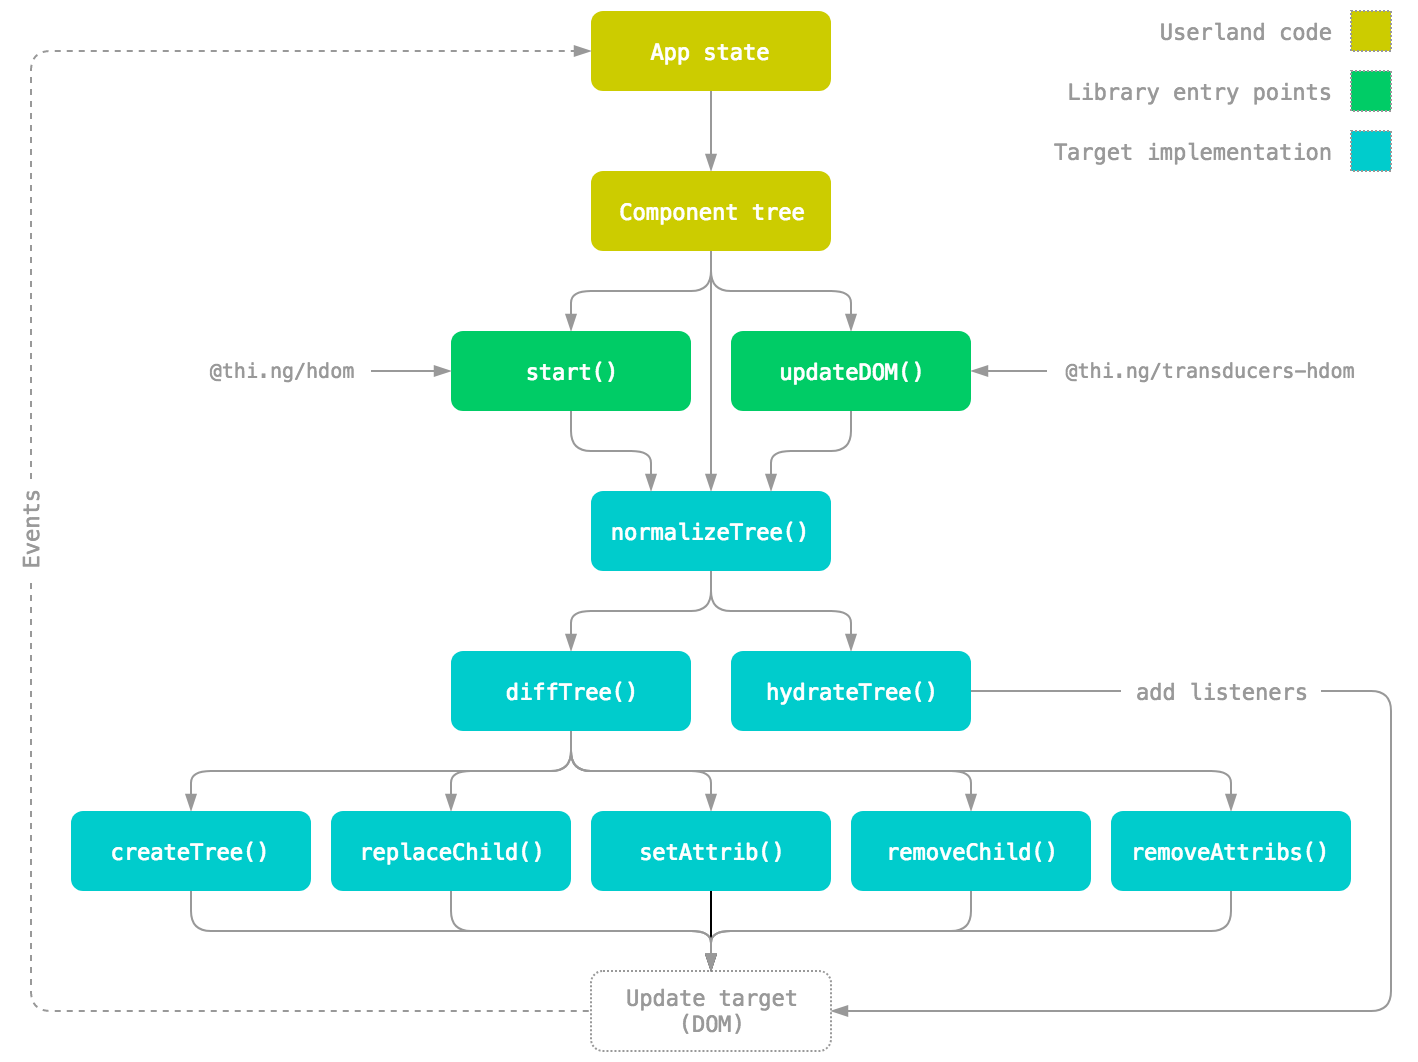 App state
Userland code
Library entry points
Target implementation
Component tree
@thi.ng/hdom
start()
updateDOM()
@thi.ng/transducers-hdom
Events
normalizeTree()
diffTree()
hydrateTree()
add listeners
createTree()
replaceChild()
setAttrib()
removeChild()
removeAttribs()
Update target
(DOM)